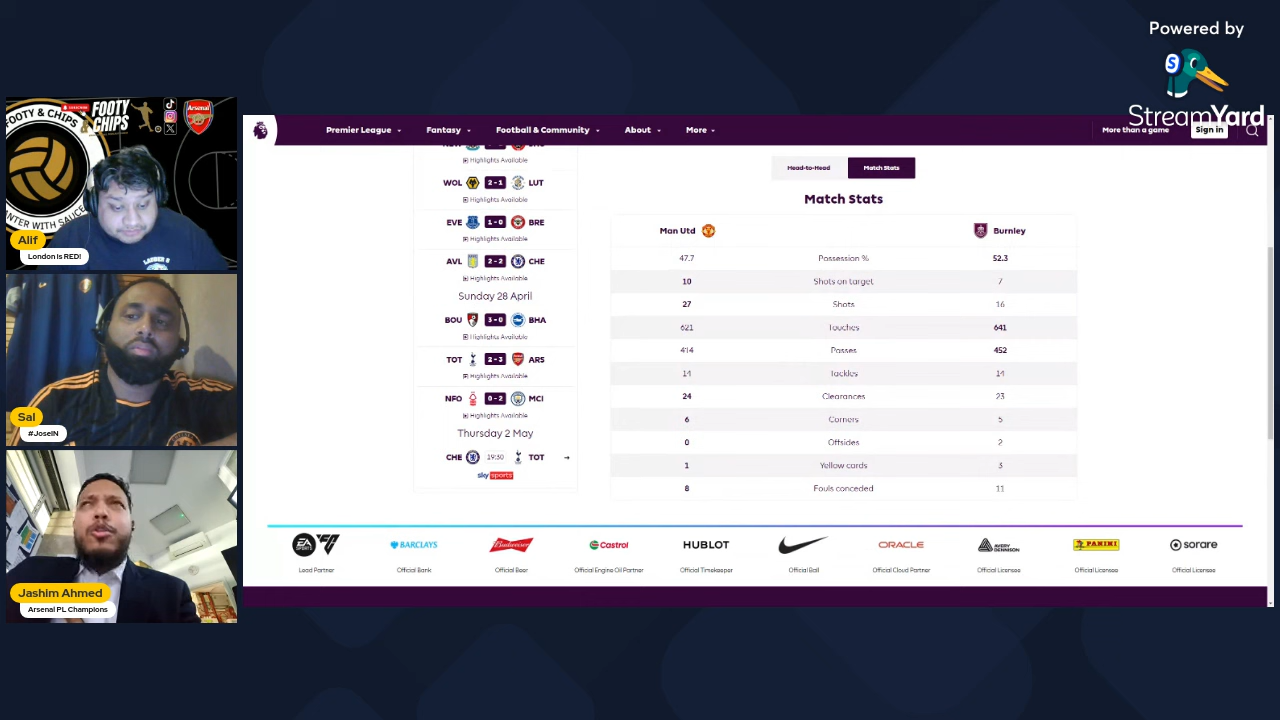 Powered by
StreamYard
FOOTY & CHIPS
FOOTY
CHIPS
Arsenal
Alif
London is RED!
Sal
#JoseIN
Jashim Ahmed
Arsenal PL Champions
Premier League
Fantasy
Football & Community
About
More
More than a game
Sign in
Highlights Available
WOL 2 - 1 LUT
Highlights Available
EVE 1 - 0 BRE
Highlights Available
AVL 2 - 2 CHE
Highlights Available
Sunday 28 April
BOU 3 - 0 BHA
Highlights Available
TOT 2 - 3 ARS
Highlights Available
NFO 0 - 2 MCI
Highlights Available
Thursday 2 May
CHE 19:30 TOT
sky sports
Head-to-Head Match Stats
Match Stats
Man Utd Burnley
47.7 Possession % 52.3
10 Shots on target 7
27 Shots 16
621 Touches 641
414 Passes 452
14 Tackles 14
24 Clearances 23
6 Corners 5
0 Offsides 2
1 Yellow cards 3
8 Fouls conceded 11
EA SPORTS FC
Lead Partner
BARCLAYS
Official Bank
Budweiser
Official Beer
Castrol
Official Engine Oil Partner
HUBLOT
Official Timekeeper
Official Ball
ORACLE
Official Cloud Partner
AVERY DENNISON
Official Licensee
PANINI
Official Licensee
sorare
Official Licensee